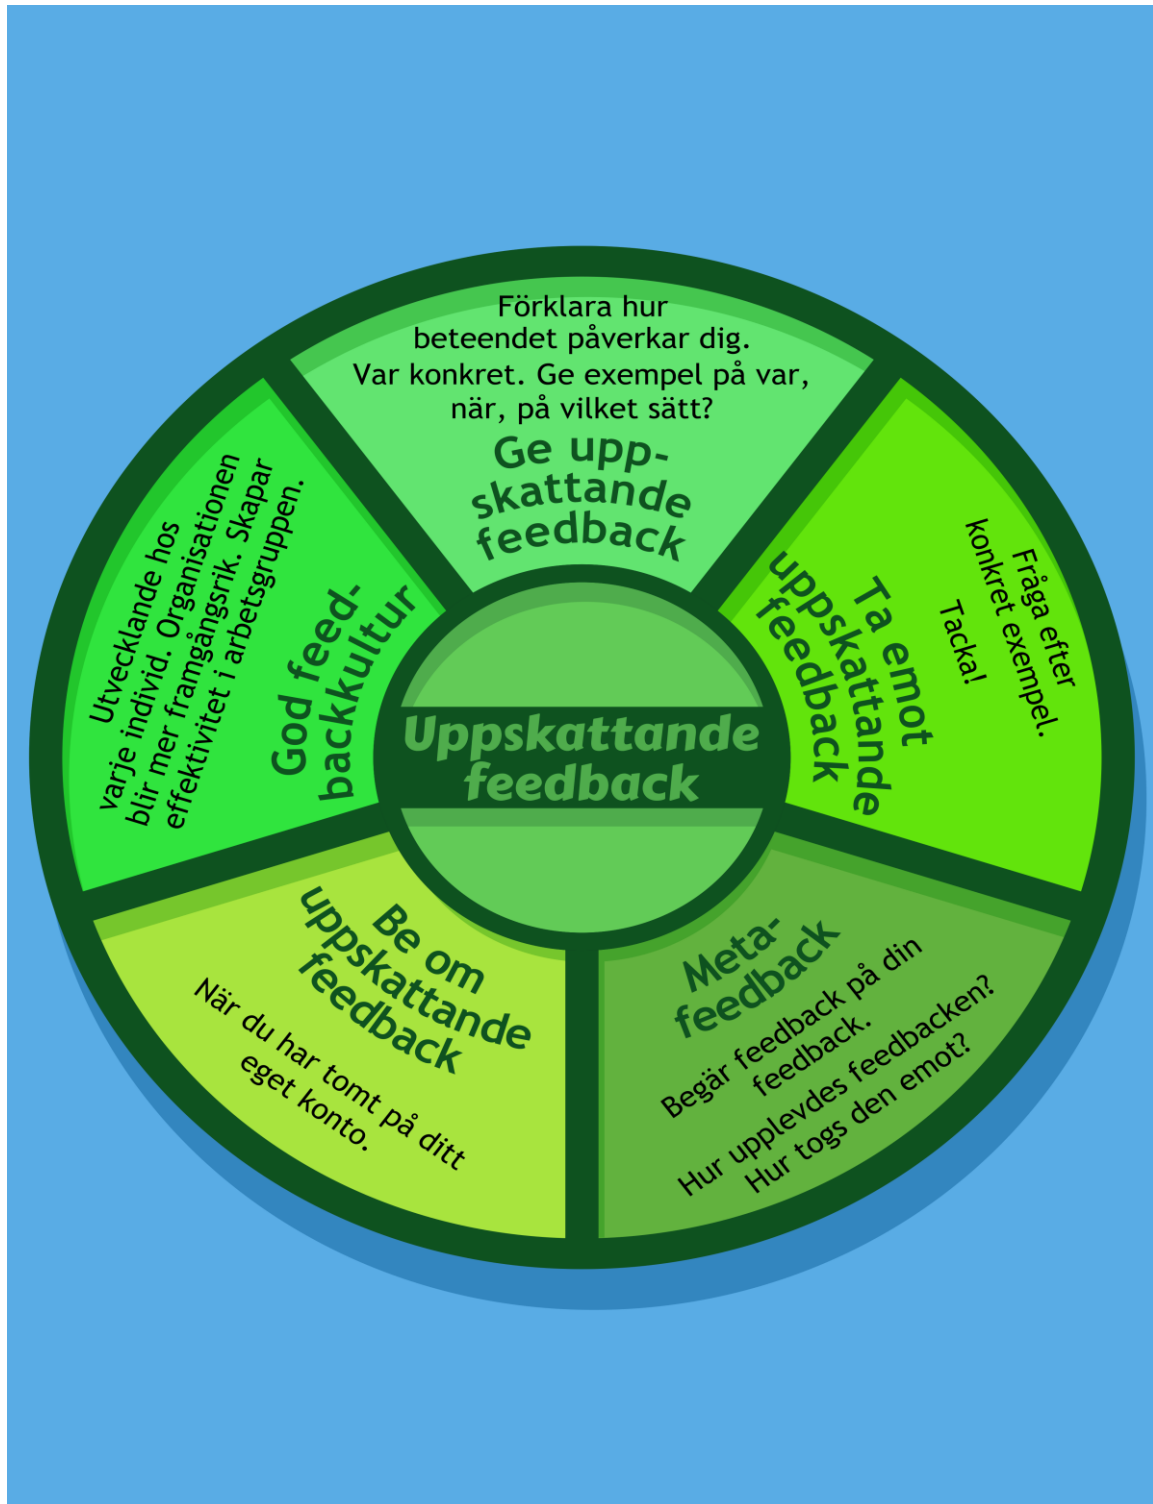 Förklara hur
beteendet påverkar dig.
Var konkret. Ge exempel på var,
när, på vilket sätt?
Ge upp-
skattande
feedback
Fråga efter
konkret exempel.
Tacka!
Ta emot
uppskattande
feedback
Meta-
feedback
Begär feedback på din
feedback.
Hur upplevdes feedbacken?
Hur togs den emot?
Be om
uppskattande
feedback
När du har tomt på ditt
eget konto.
Utvecklande hos
varje individ. Organisationen
blir mer framgångsrik. Skapar
effektivitet i arbetsgruppen.
God feed-
backkultur
Uppskattande
feedback